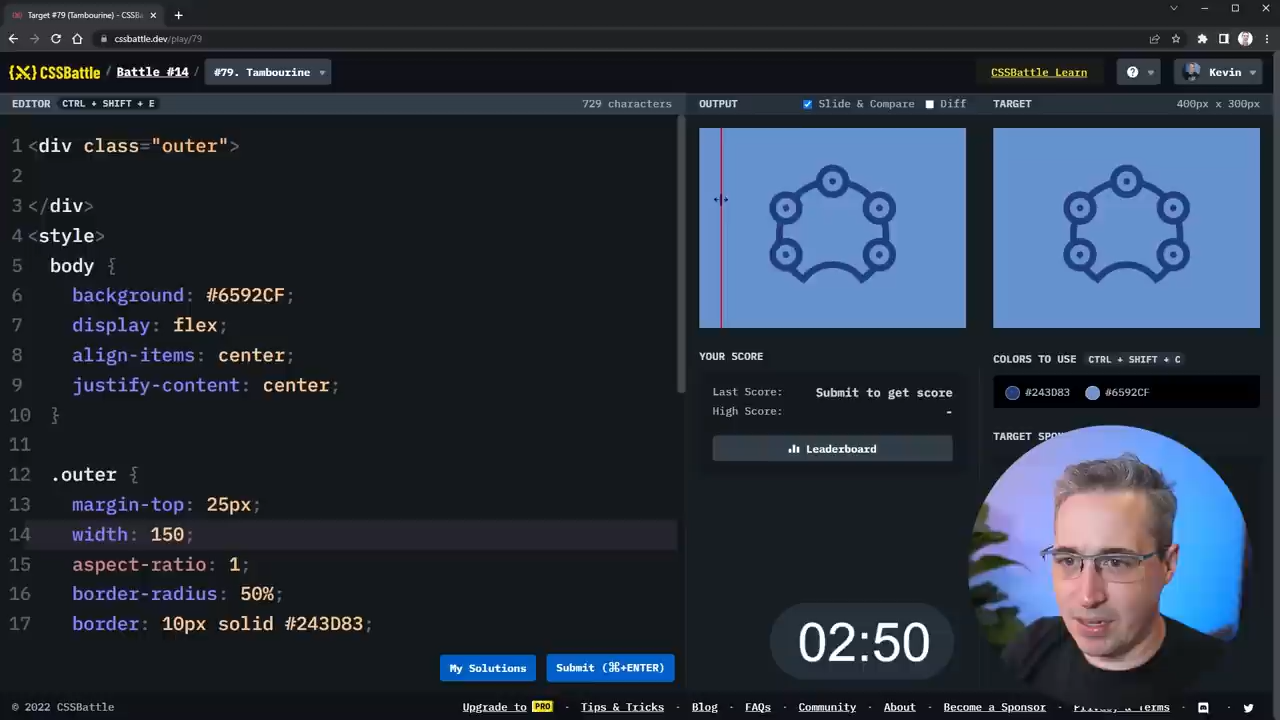 Target #79 (Tambourine) - CSSBa
cssbattle.dev/play/79
{X} CSSBattle / Battle #14 / #79. Tambourine
CSSBattle Learn
?
Kevin
EDITOR CTRL + SHIFT + E 729 characters
OUTPUT Slide & Compare Diff
TARGET 400px x 300px
1 <div class="outer">
2
3 </div>
4 <style>
5 body {
6 background: #6592CF;
7 display: flex;
8 align-items: center;
9 justify-content: center;
10 }
11
12 .outer {
13 margin-top: 25px;
14 width: 150;
15 aspect-ratio: 1;
16 border-radius: 50%;
17 border: 10px solid #243D83;
My Solutions Submit (⌘+ENTER)
YOUR SCORE
Last Score: Submit to get score
High Score: -
Leaderboard
COLORS TO USE CTRL + SHIFT + C
#243D83 #6592CF
TARGET SPON
02:50
© 2022 CSSBattle
Upgrade to PRO Tips & Tricks Blog FAQs Community About Become a Sponsor Privacy & Terms